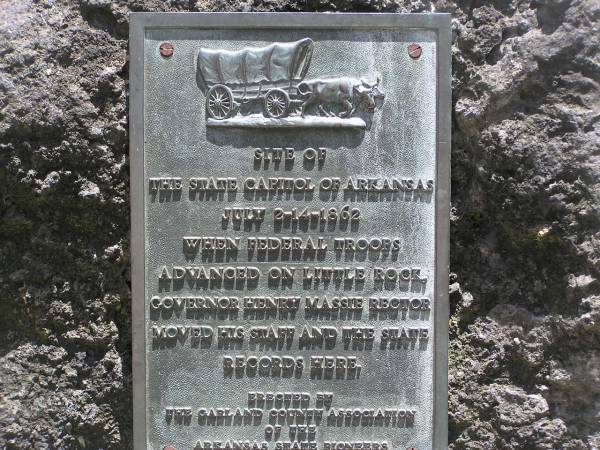 SITE OF
THE STATE CAPITOL OF ARKANSAS
JULY 2-14-1862
WHEN FEDERAL TROOPS
ADVANCED ON LITTLE ROCK,
GOVERNOR HENRY MASSIE RECTOR
MOVED HIS STAFF AND THE STATE
RECORDS HERE,
ERECTED BY
THE GARLAND COUNTY ASSOCIATION
OF THE
ARKANSAS STATE PIONEERS